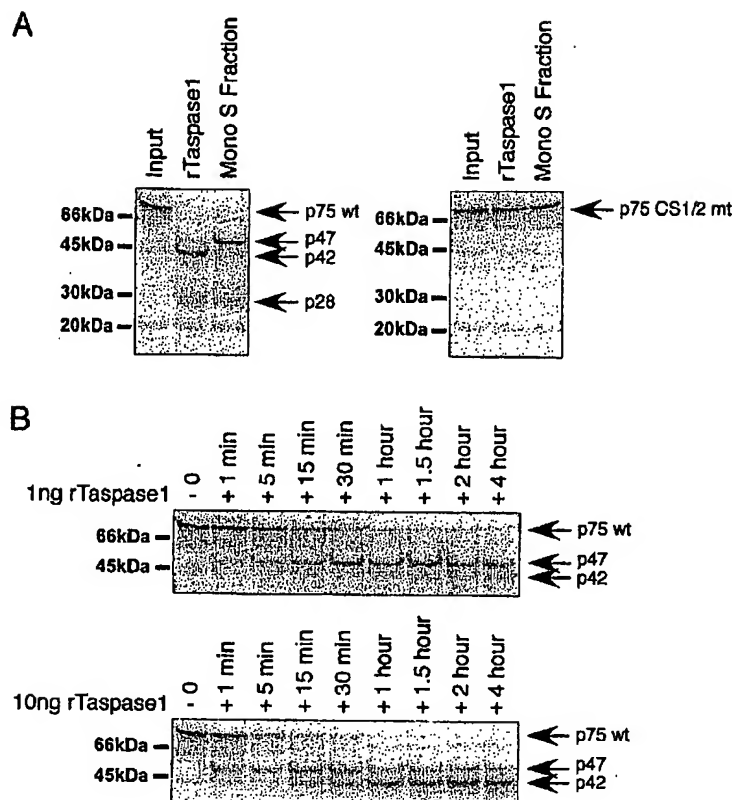 A
Input
rTaspase1
Mono S Fraction
66kDa
45kDa
30kDa
20kDa
p75 wt
p47
p42
p28
Input
rTaspase1
Mono S Fraction
66kDa
45kDa
30kDa
20kDa
p75 CS1/2 mt
B
1ng rTaspase1
- 0
+ 1 min
+ 5 min
+ 15 min
+ 30 min
+ 1 hour
+ 1.5 hour
+ 2 hour
+ 4 hour
66kDa
45kDa
p75 wt
p47
p42
10ng rTaspase1
- 0
+ 1 min
+ 5 min
+ 15 min
+ 30 min
+ 1 hour
+ 1.5 hour
+ 2 hour
+ 4 hour
66kDa
45kDa
p75 wt
p47
p42